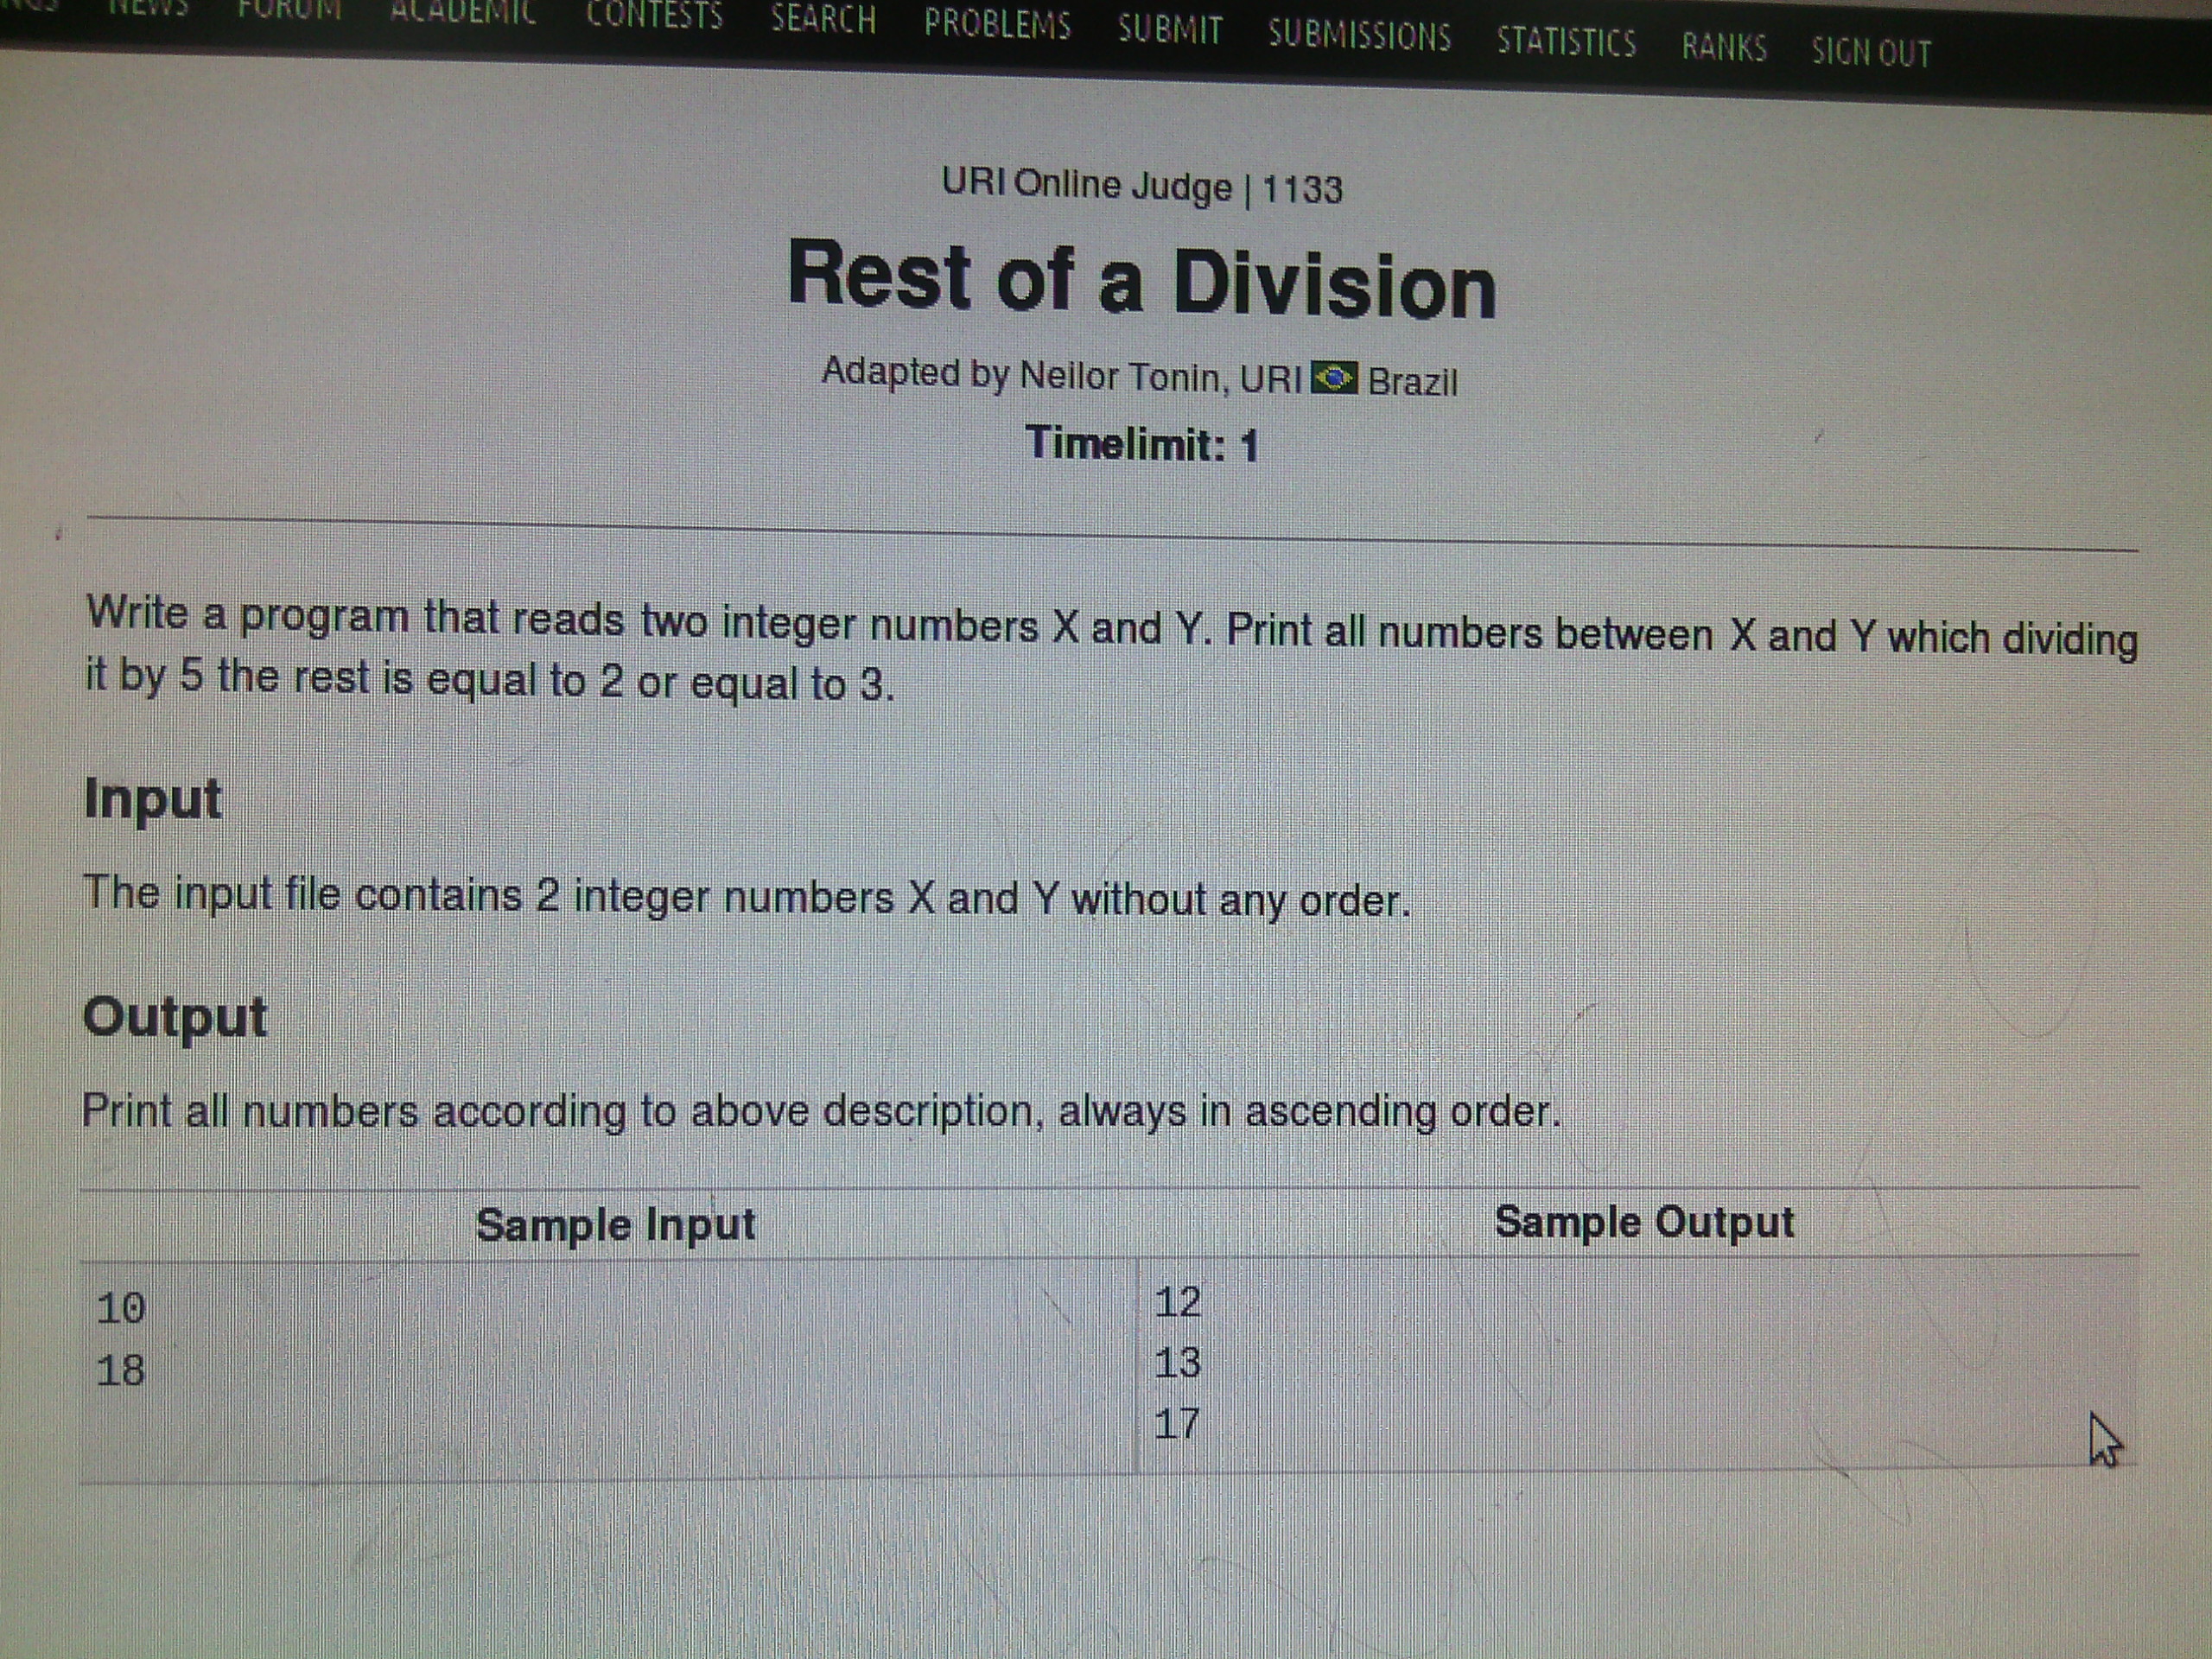 NEWS FORUM ACADEMIC CONTESTS SEARCH PROBLEMS SUBMIT SUBMISSIONS STATISTICS RANKS SIGN OUT
URI Online Judge | 1133
Rest of a Division
Adapted by Neilor Tonin, URI Brazil
Timelimit: 1
Write a program that reads two integer numbers X and Y. Print all numbers between X and Y which dividing
it by 5 the rest is equal to 2 or equal to 3.
Input
The input file contains 2 integer numbers X and Y without any order.
Output
Print all numbers according to above description, always in ascending order.
Sample Input Sample Output
10 12
18 13
17